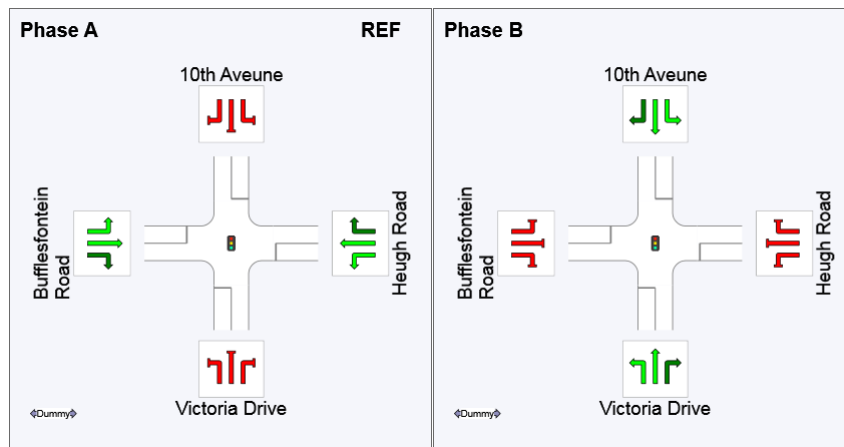 Phase A
REF
10th Aveune
Bufflesfontein
Road
Heugh Road
Victoria Drive
Dummy
Phase B
10th Aveune
Bufflesfontein
Road
Heugh Road
Victoria Drive
Dummy